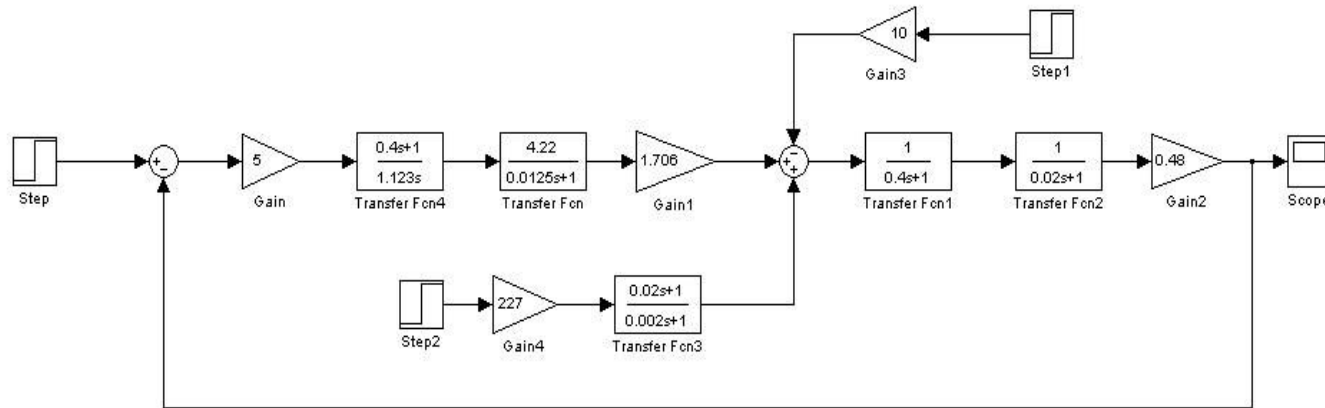 10
Gain3
Step1
+
−
−
+
+
Step
5
Gain
0.4s+1
1.123s
Transfer Fcn4
4.22
0.0125s+1
Transfer Fcn
1.706
Gain1
1
0.4s+1
Transfer Fcn1
1
0.02s+1
Transfer Fcn2
0.48
Gain2
Scope
Step2
227
Gain4
0.02s+1
0.002s+1
Transfer Fcn3